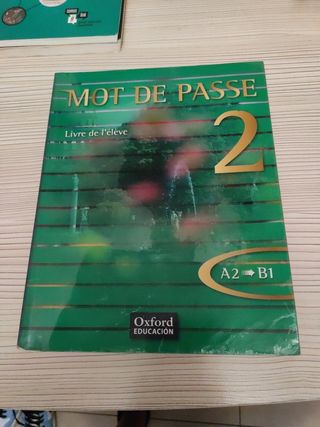 MOT DE PASSE
Livre de l'élève
2
A2 ➡ B1
Oxford
EDUCACIÓN